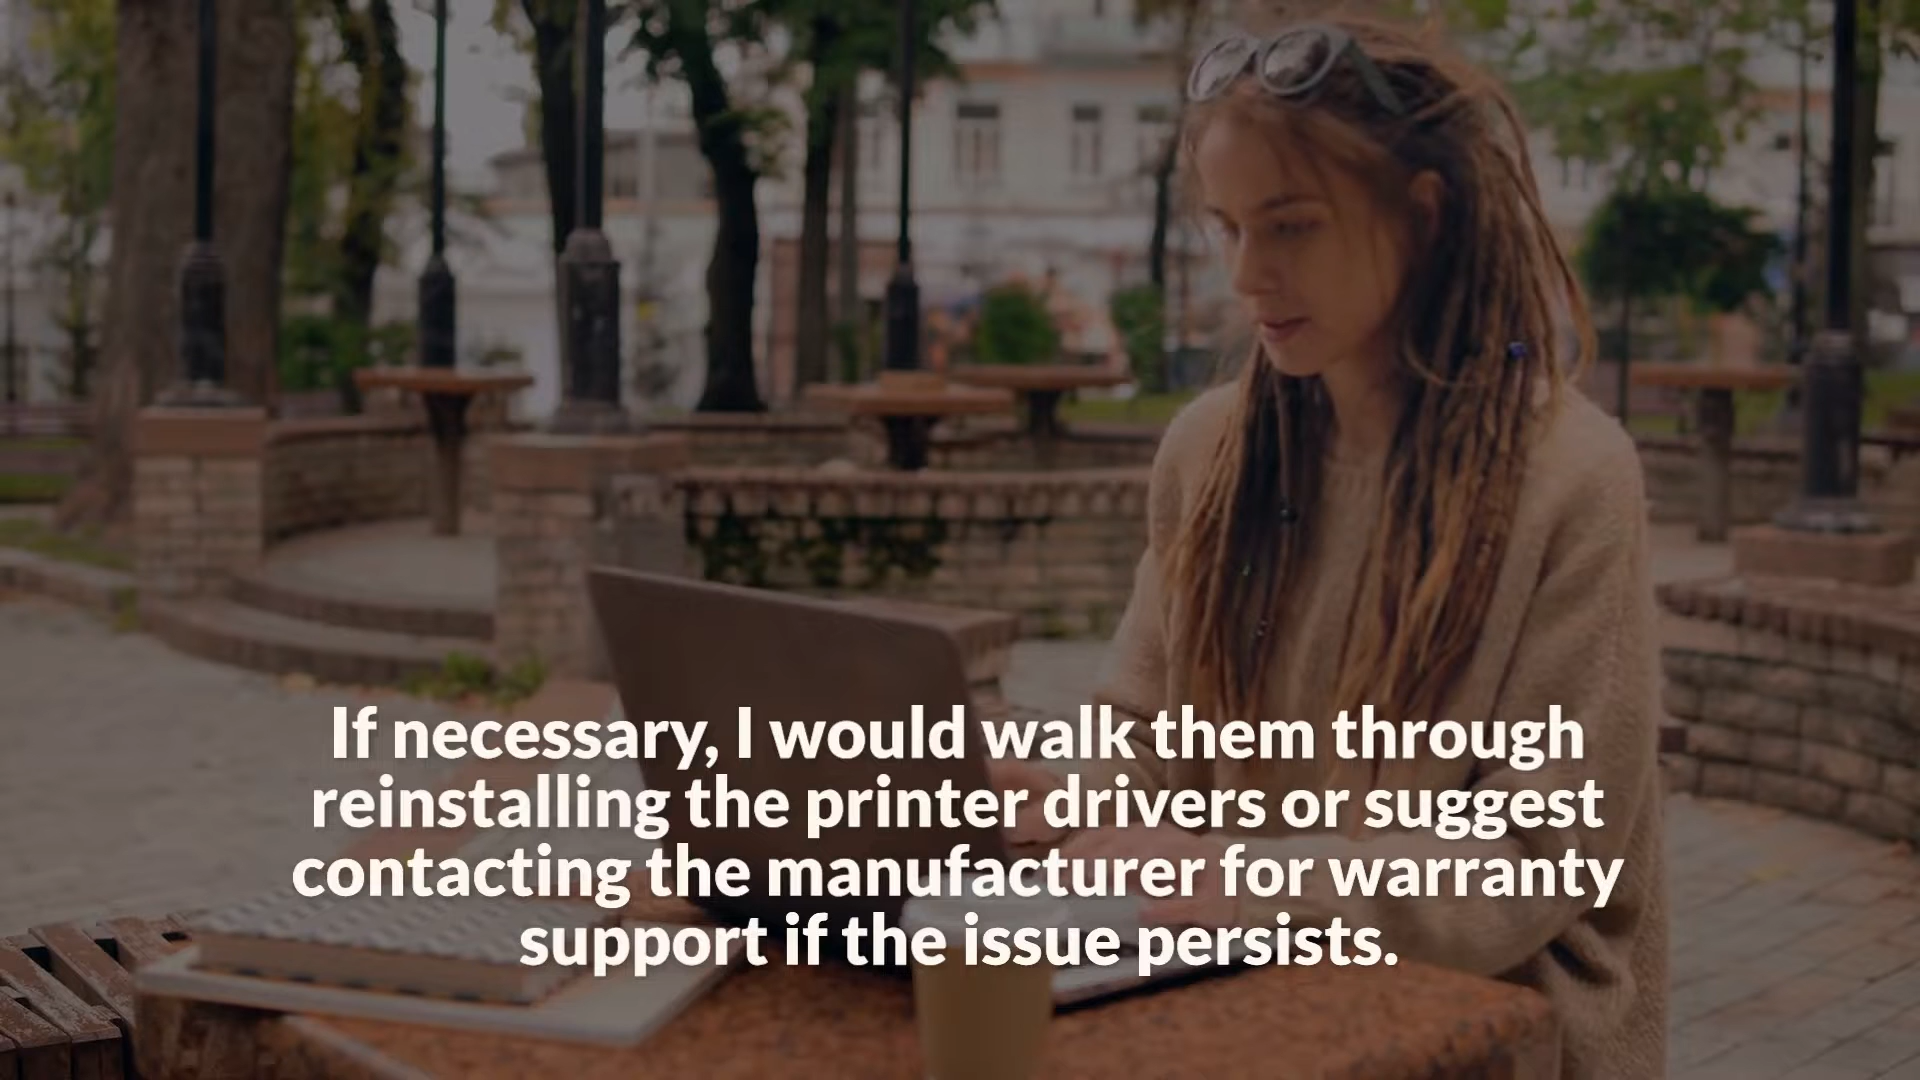 If necessary, I would walk them through
reinstalling the printer drivers or suggest
contacting the manufacturer for warranty
support if the issue persists.